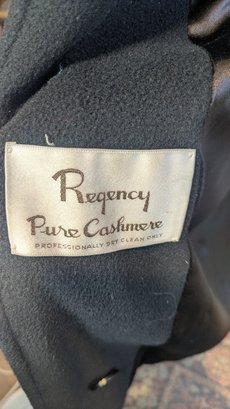 Regency
Pure Cashmere
PROFESSIONALLY DRY CLEAN ONLY